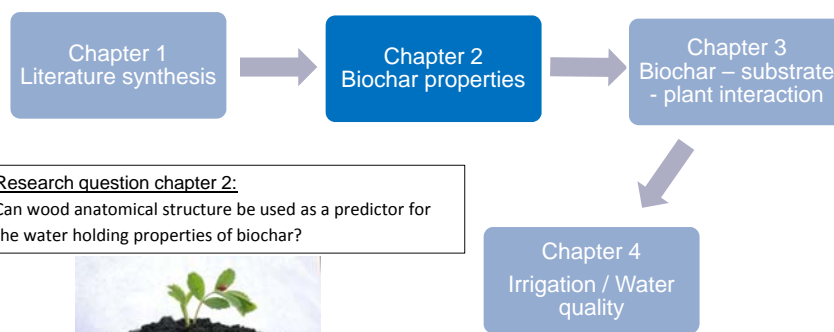 Chapter 1
Literature synthesis
Chapter 2
Biochar properties
Chapter 3
Biochar – substrate
- plant interaction
Research question chapter 2:
Can wood anatomical structure be used as a predictor for
the water holding properties of biochar?
Chapter 4
Irrigation / Water
quality